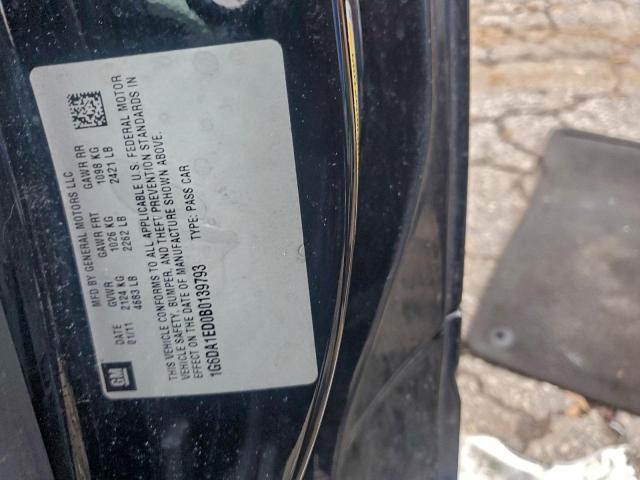 GM
MFD BY GENERAL MOTORS LLC
DATE GVWR GAWR FRT GAWR RR
01/11 2124 KG 1026 KG 1098 KG
4683 LB 2262 LB 2421 LB
THIS VEHICLE CONFORMS TO ALL APPLICABLE U.S. FEDERAL MOTOR
VEHICLE SAFETY, BUMPER, AND THEFT PREVENTION STANDARDS IN
EFFECT ON THE DATE OF MANUFACTURE SHOWN ABOVE.
1G6DA1ED0B0139793 TYPE: PASS CAR